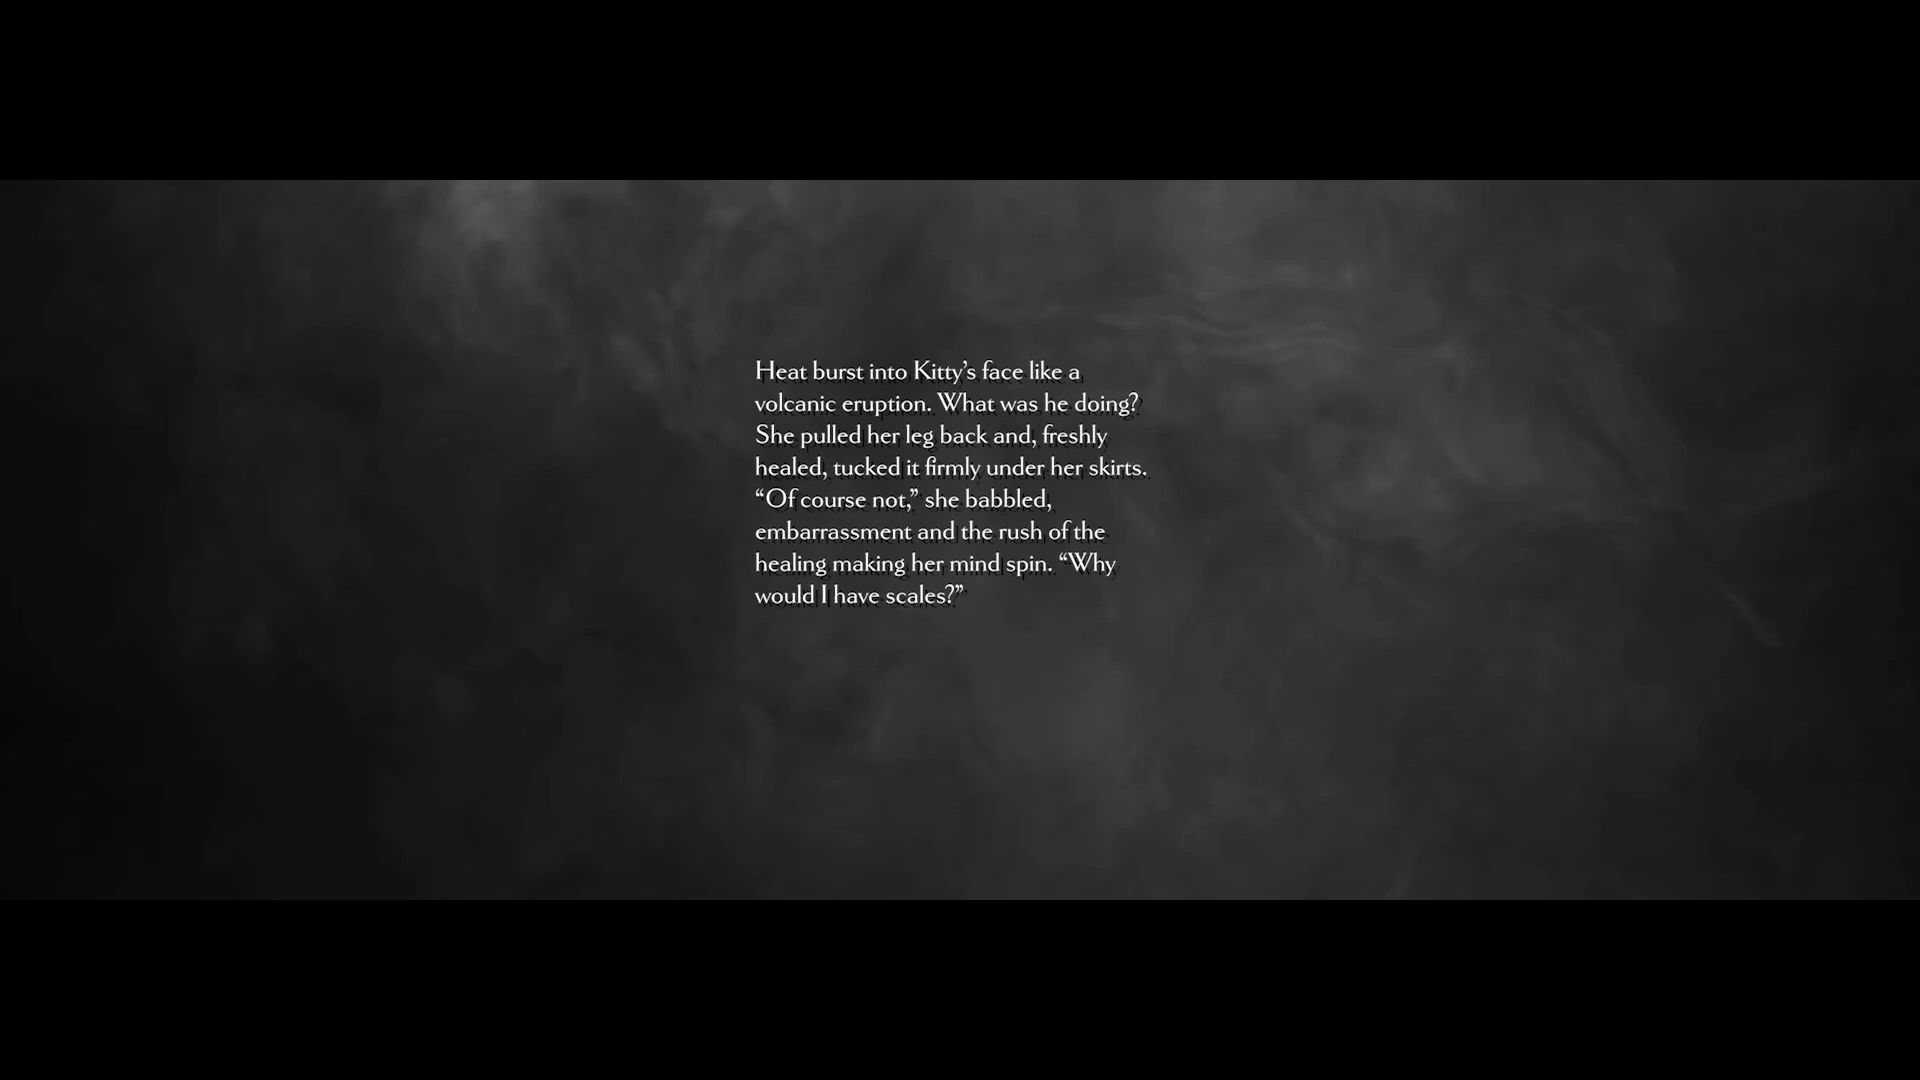 Heat burst into Kitty’s face like a
volcanic eruption. What was he doing?
She pulled her leg back and, freshly
healed, tucked it firmly under her skirts.
“Of course not,” she babbled,
embarrassment and the rush of the
healing making her mind spin. “Why
would I have scales?”